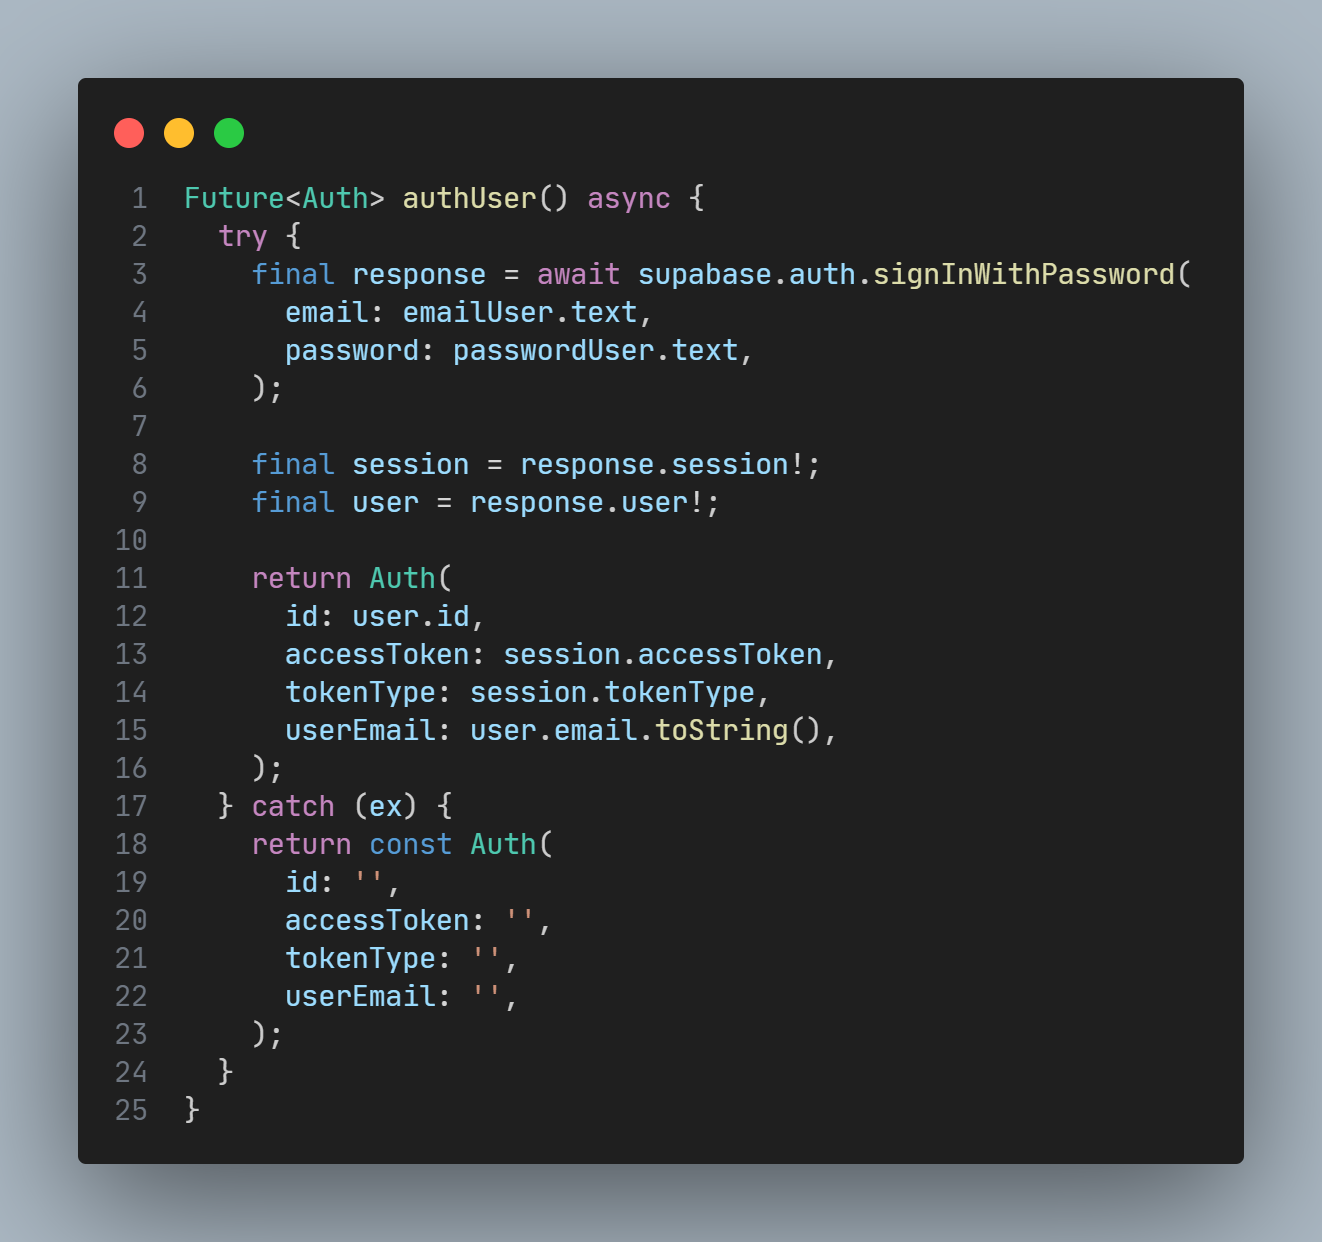 1 Future<Auth> authUser() async {
2   try {
3     final response = await supabase.auth.signInWithPassword(
4       email: emailUser.text,
5       password: passwordUser.text,
6     );
7
8     final session = response.session!;
9     final user = response.user!;
10
11     return Auth(
12       id: user.id,
13       accessToken: session.accessToken,
14       tokenType: session.tokenType,
15       userEmail: user.email.toString(),
16     );
17   } catch (ex) {
18     return const Auth(
19       id: '',
20       accessToken: '',
21       tokenType: '',
22       userEmail: '',
23     );
24   }
25 }